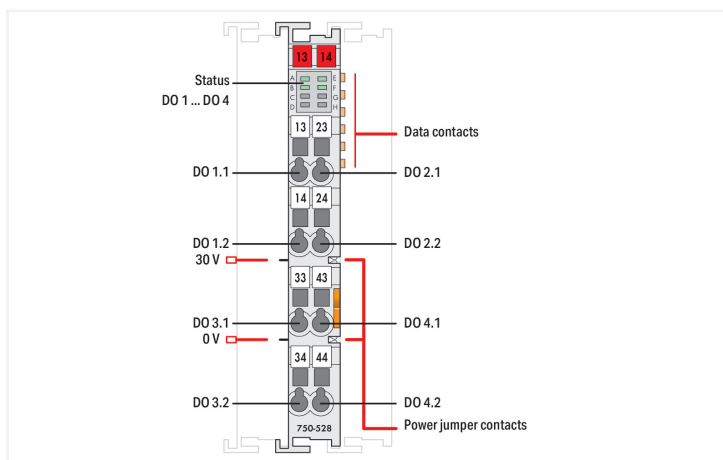 13 14
Status
DO 1 ... DO 4
A E
B F
C G
D H
13 23
Data contacts
DO 1.1
DO 2.1
14 24
DO 1.2
DO 2.2
30 V
33 43
DO 3.1
DO 4.1
0 V
34 44
DO 3.2
DO 4.2
Power jumper contacts
750-528